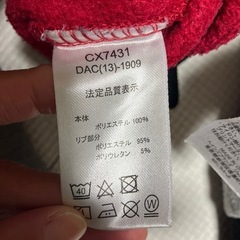 CX7431
DAC(13)-1909
法定品質表示
本体
ポリエステル 100%
リブ部分
ポリエステル 95%
ポリウレタン 5%
40
W